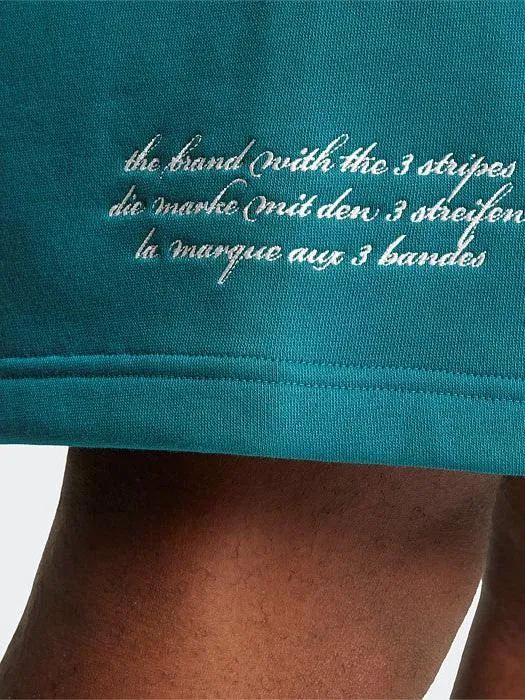 the brand with the 3 stripes
die marke mit den 3 streifen
la marque aux 3 bandes